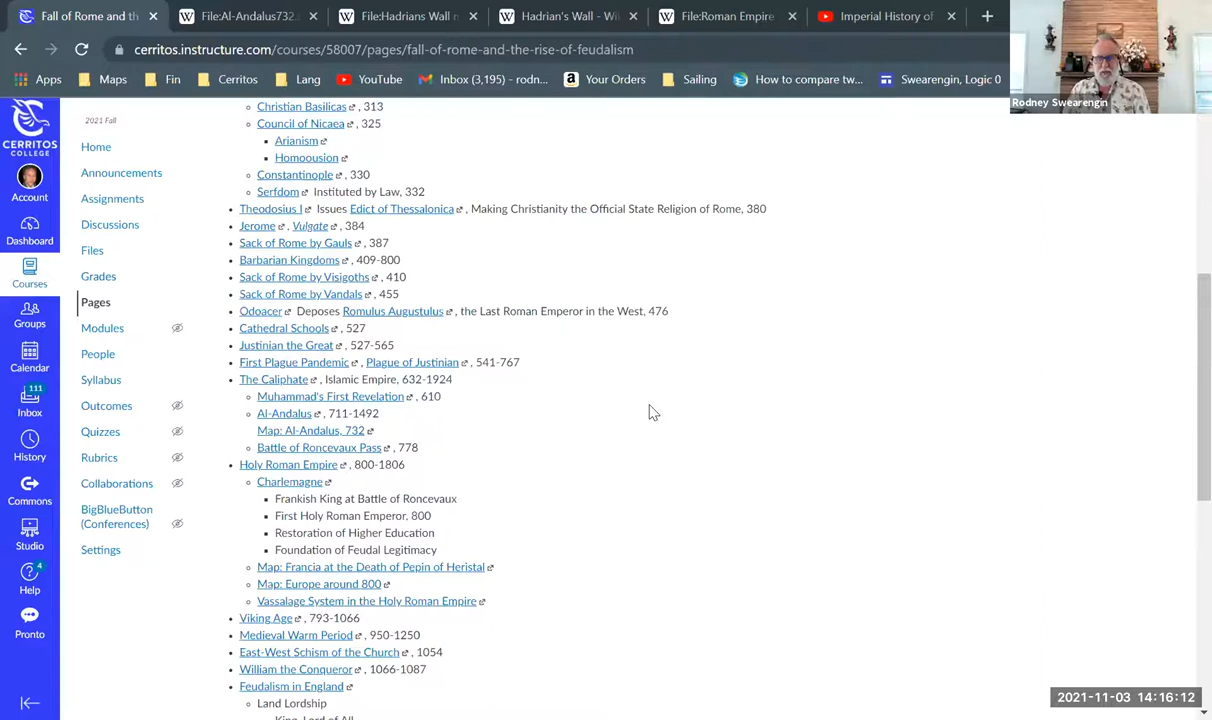 Fall of Rome and th
File:Al-Andalus732.
File:Hadrians Wall
Hadrian's Wall - Wi
File:Roman Empire
Imperial History of
cerritos.instructure.com/courses/58007/pages/fall-of-rome-and-the-rise-of-feudalism
Apps
Maps
Fin
Cerritos
Lang
YouTube
Inbox (3,195) - rodn...
Your Orders
Sailing
How to compare tw...
Swearengin, Logic 0
Rodney Swearengin
CERRITOS
COLLEGE
Account
Dashboard
Courses
Groups
Calendar
111
Inbox
History
Commons
Studio
4
Help
Pronto
2021 Fall
Home
Announcements
Assignments
Discussions
Files
Grades
Pages
Modules
People
Syllabus
Outcomes
Quizzes
Rubrics
Collaborations
BigBlueButton
(Conferences)
Settings
Christian Basilicas , 313
Council of Nicaea , 325
Arianism
Homoousion
Constantinople , 330
Serfdom Instituted by Law, 332
Theodosius I Issues Edict of Thessalonica , Making Christianity the Official State Religion of Rome, 380
Jerome , Vulgate , 384
Sack of Rome by Gauls , 387
Barbarian Kingdoms , 409-800
Sack of Rome by Visigoths , 410
Sack of Rome by Vandals , 455
Odoacer Deposes Romulus Augustulus , the Last Roman Emperor in the West, 476
Cathedral Schools , 527
Justinian the Great , 527-565
First Plague Pandemic , Plague of Justinian , 541-767
The Caliphate , Islamic Empire, 632-1924
Muhammad's First Revelation , 610
Al-Andalus , 711-1492
Map: Al-Andalus, 732
Battle of Roncevaux Pass , 778
Holy Roman Empire , 800-1806
Charlemagne
Frankish King at Battle of Roncevaux
First Holy Roman Emperor, 800
Restoration of Higher Education
Foundation of Feudal Legitimacy
Map: Francia at the Death of Pepin of Heristal
Map: Europe around 800
Vassalage System in the Holy Roman Empire
Viking Age , 793-1066
Medieval Warm Period , 950-1250
East-West Schism of the Church , 1054
William the Conqueror , 1066-1087
Feudalism in England
Land Lordship
King, Lord of All
2021-11-03 14:16:12